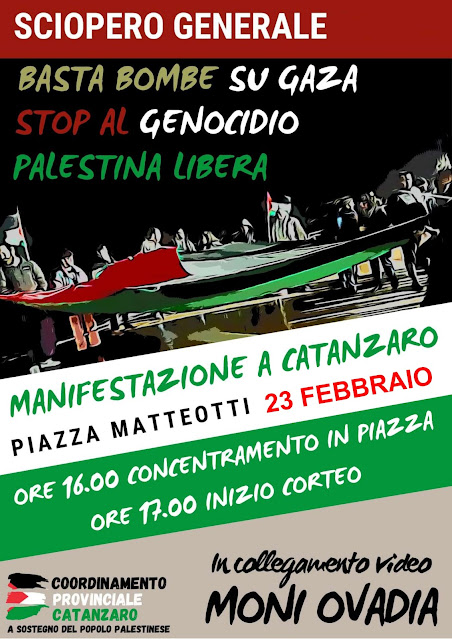 SCIOPERO GENERALE
BASTA BOMBE SU GAZA
STOP AL GENOCIDIO
PALESTINA LIBERA
MANIFESTAZIONE A CATANZARO
PIAZZA MATTEOTTI 23 FEBBRAIO
ORE 16.00 CONCENTRAMENTO IN PIAZZA
ORE 17.00 INIZIO CORTEO
In collegamento video
MONI OVADIA
COORDINAMENTO
PROVINCIALE
CATANZARO
A SOSTEGNO DEL POPOLO PALESTINESE